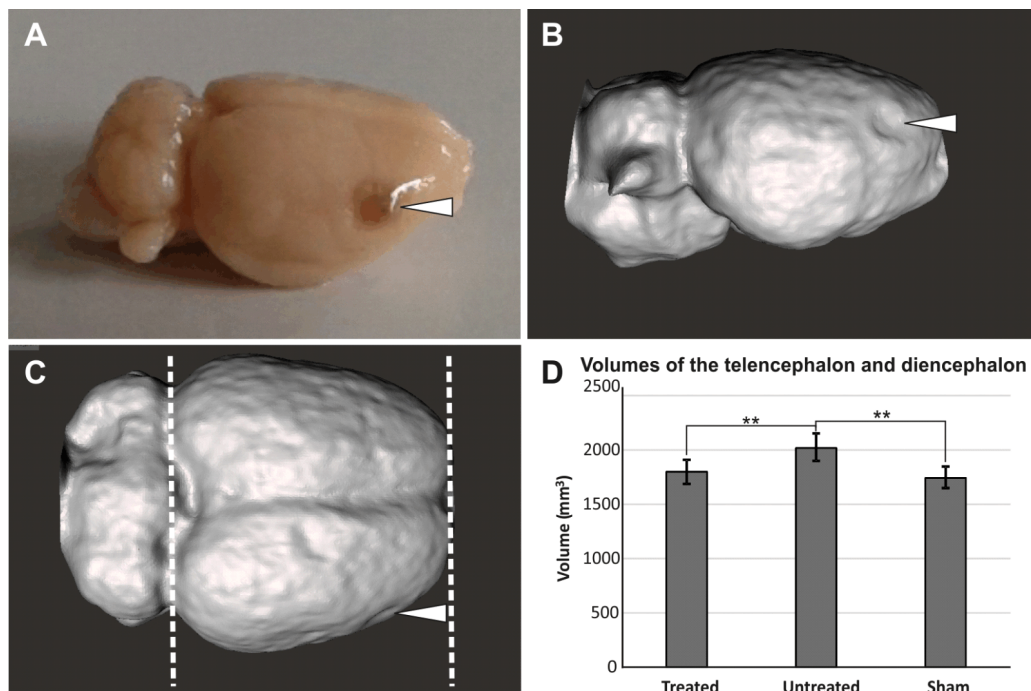 A
B
C
D Volumes of the telencephalon and diencephalon
2500
2000
1500
1000
500
0
Volume (mm³)
**
**
Treated
Untreated
Sham